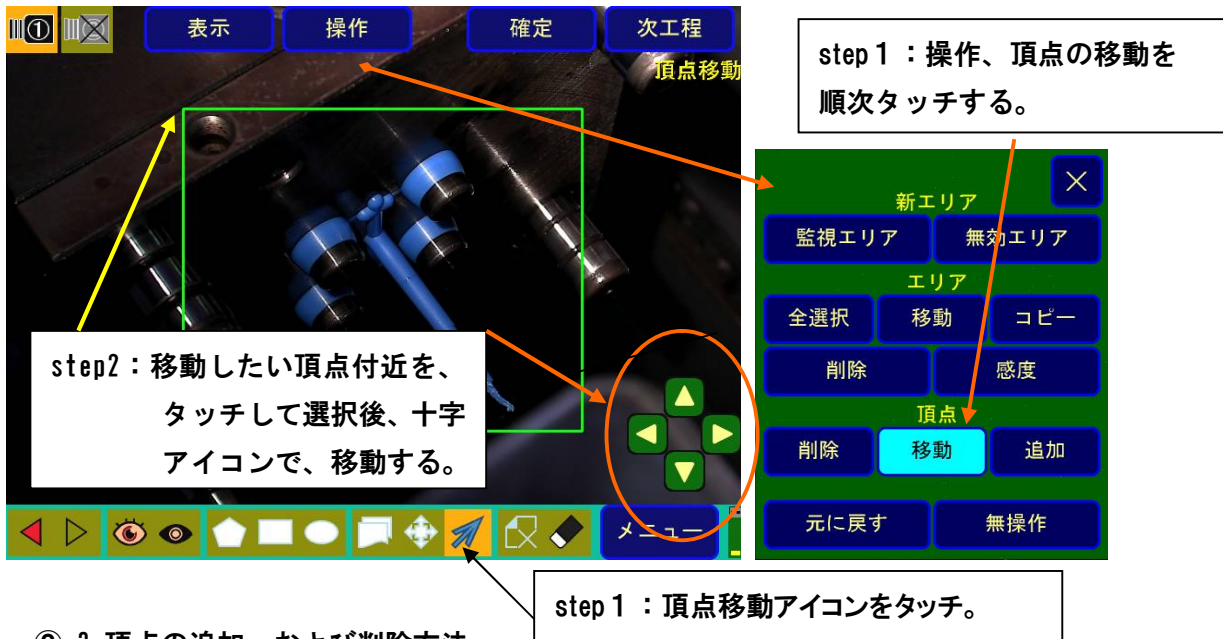 ①
表示
操作
確定
次工程
頂点移動
step1：操作、頂点の移動を
順次タッチする。
新エリア
監視エリア
無効エリア
エリア
全選択
移動
コピー
削除
感度
頂点
削除
移動
追加
元に戻す
無操作
step2：移動したい頂点付近を、
タッチして選択後、十字
アイコンで、移動する。
メニュー
step1：頂点移動アイコンをタッチ。